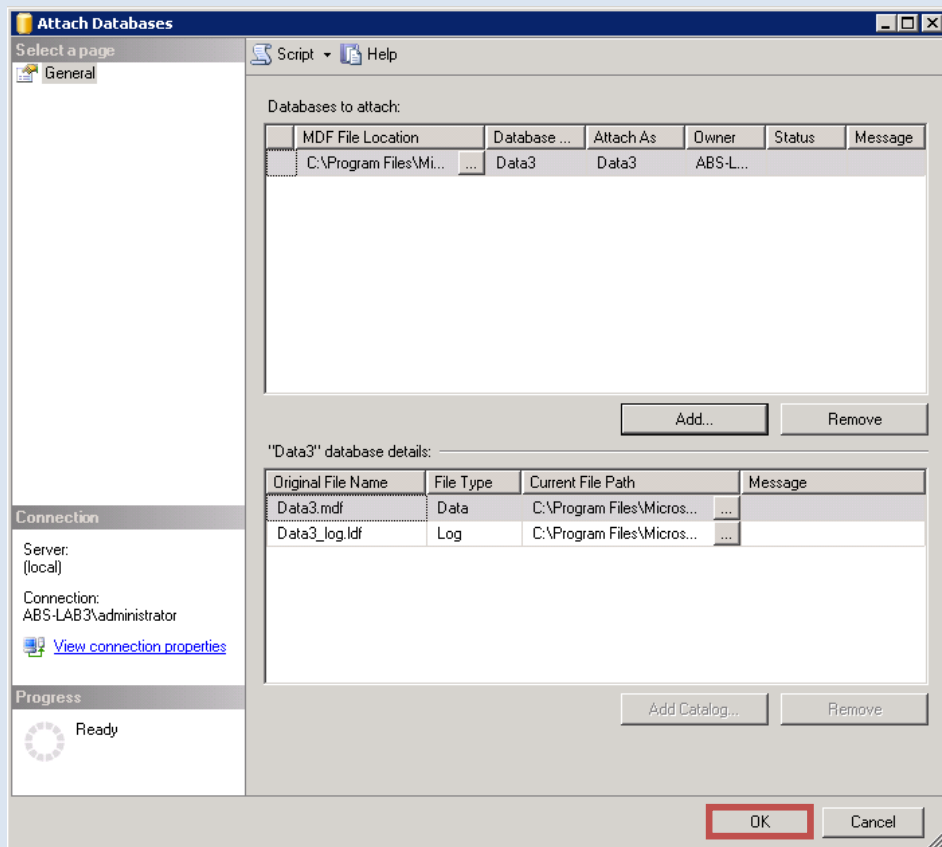 Attach Databases
Select a page
General
Script Help
Databases to attach:
MDF File Location Database ... Attach As Owner Status Message
C:\Program Files\Mi... ... Data3 Data3 ABS-L...
Add... Remove
"Data3" database details:
Original File Name File Type Current File Path Message
Data3.mdf Data C:\Program Files\Micros... ...
Data3_log.ldf Log C:\Program Files\Micros... ...
Connection
Server:
(local)
Connection:
ABS-LAB3\administrator
View connection properties
Progress
Ready
Add Catalog... Remove
OK Cancel